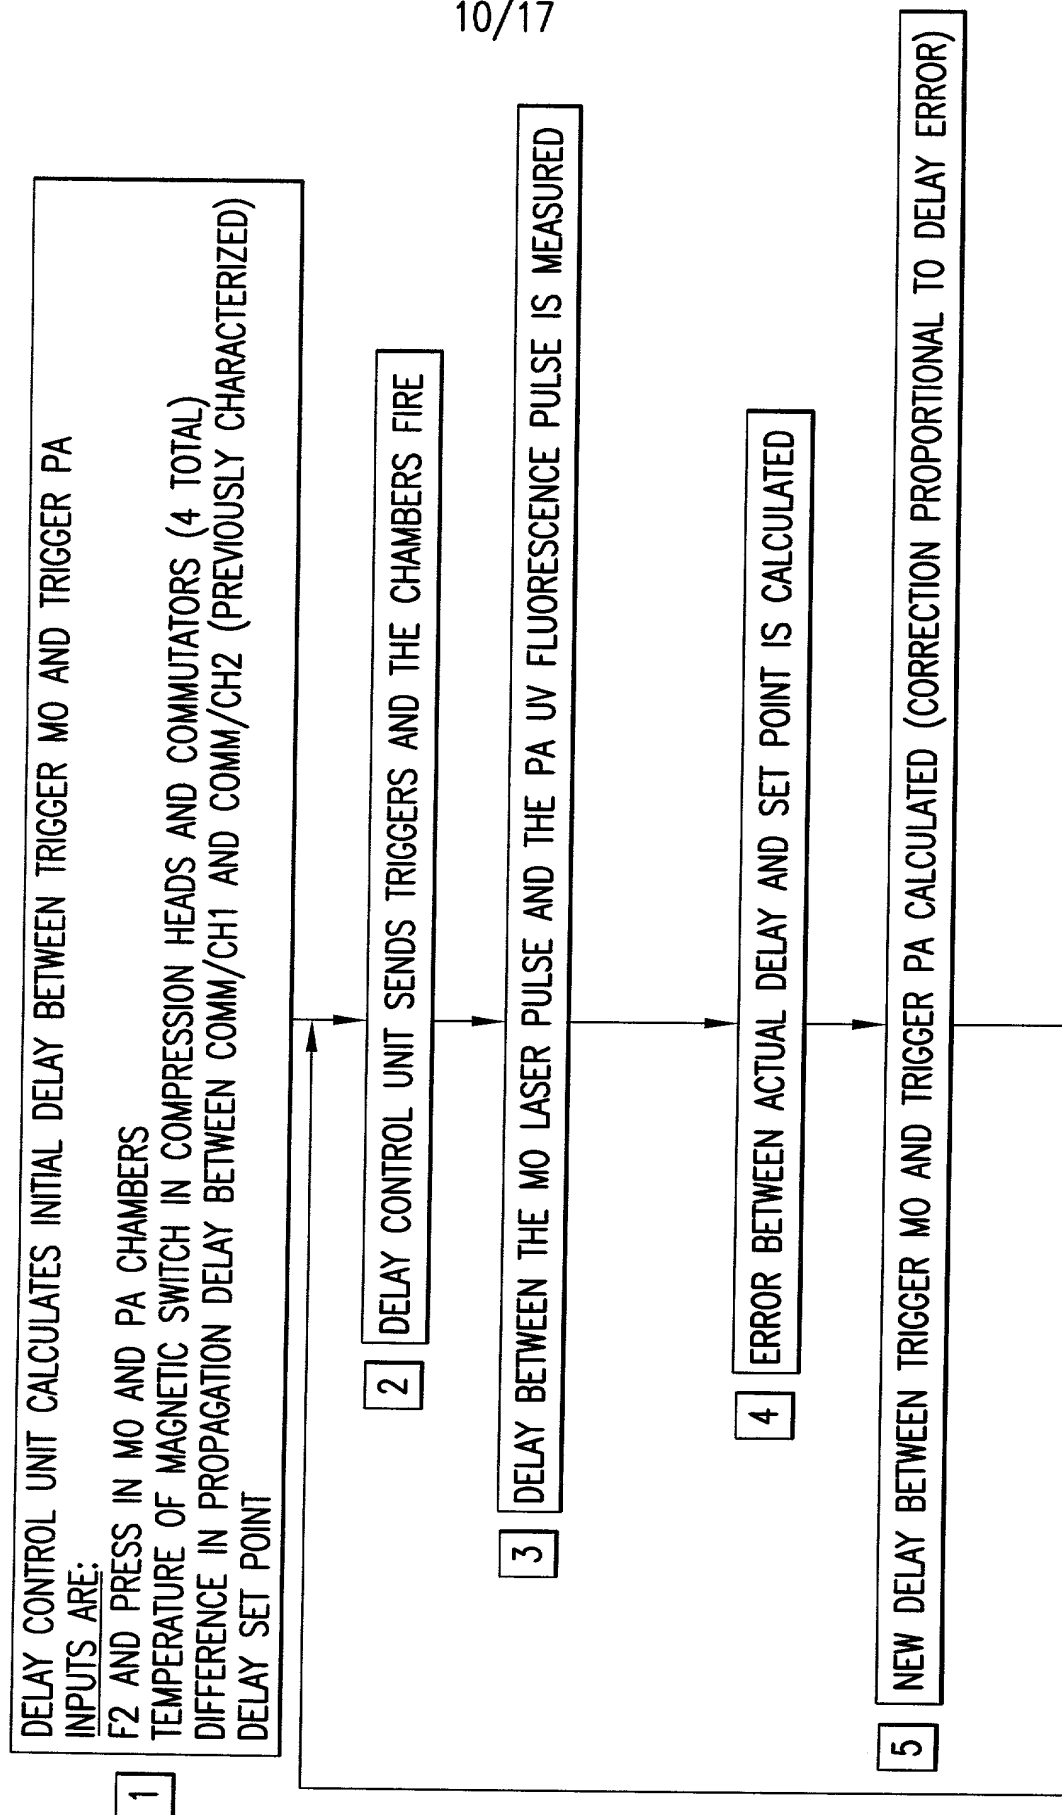 10/17
1
DELAY CONTROL UNIT CALCULATES INITIAL DELAY BETWEEN TRIGGER MO AND TRIGGER PA
INPUTS ARE:
F2 AND PRESS IN MO AND PA CHAMBERS
TEMPERATURE OF MAGNETIC SWITCH IN COMPRESSION HEADS AND COMMUTATORS (4 TOTAL)
DIFFERENCE IN PROPAGATION DELAY BETWEEN COMM/CH1 AND COMM/CH2 (PREVIOUSLY CHARACTERIZED)
DELAY SET POINT
2
DELAY CONTROL UNIT SENDS TRIGGERS AND THE CHAMBERS FIRE
3
DELAY BETWEEN THE MO LASER PULSE AND THE PA UV FLUORESCENCE PULSE IS MEASURED
4
ERROR BETWEEN ACTUAL DELAY AND SET POINT IS CALCULATED
5
NEW DELAY BETWEEN TRIGGER MO AND TRIGGER PA CALCULATED (CORRECTION PROPORTIONAL TO DELAY ERROR)